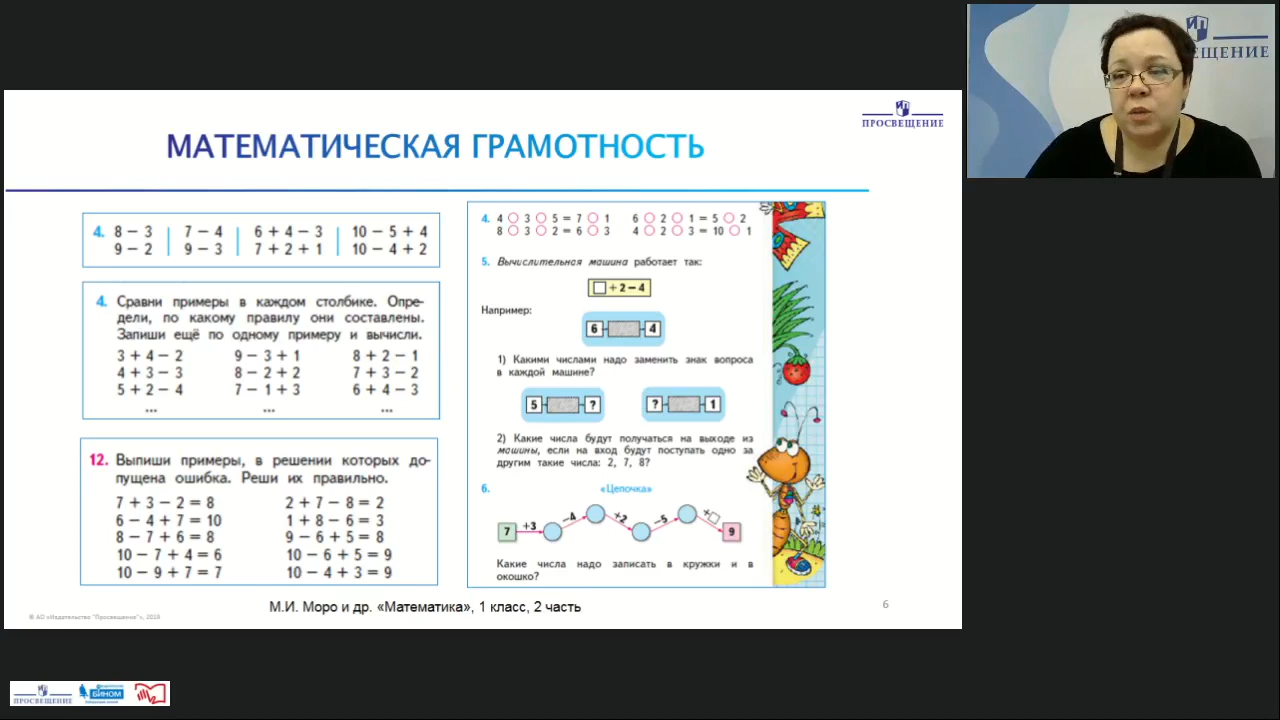 ПРОСВЕЩЕНИЕ
МАТЕМАТИЧЕСКАЯ ГРАМОТНОСТЬ
4. 8 − 3 7 − 4 6 + 4 − 3 10 − 5 + 4
9 − 2 9 − 3 7 + 2 + 1 10 − 4 + 2
4. Сравни примеры в каждом столбике. Опре-
дели, по какому правилу они составлены.
Запиши ещё по одному примеру и вычисли.
3 + 4 − 2 9 − 3 + 1 8 + 2 − 1
4 + 3 − 3 8 − 2 + 2 7 + 3 − 2
5 + 2 − 4 7 − 1 + 3 6 + 4 − 3
... ... ...
12. Выпиши примеры, в решении которых до-
пущена ошибка. Реши их правильно.
7 + 3 − 2 = 8 2 + 7 − 8 = 2
6 − 4 + 7 = 10 1 + 8 − 6 = 3
8 − 7 + 6 = 8 9 − 6 + 5 = 8
10 − 7 + 4 = 6 10 − 6 + 5 = 9
10 − 9 + 7 = 7 10 − 4 + 3 = 9
4. 4 ○ 3 ○ 5 = 7 ○ 1 6 ○ 2 ○ 1 = 5 ○ 2
8 ○ 3 ○ 2 = 6 ○ 3 4 ○ 2 ○ 3 = 10 ○ 1
5. Вычислительная машина работает так:
□ + 2 − 4
Например:
6 4
1) Какими числами надо заменить знак вопроса
в каждой машине?
5 ? ? 1
2) Какие числа будут получаться на выходе из
машины, если на вход будут поступать одно за
другим такие числа: 2, 7, 8?
6. «Цепочка»
7 +3 −4 +2 −5 +□ 9
Какие числа надо записать в кружки и в
окошко?
М.И. Моро и др. «Математика», 1 класс, 2 часть
6
© АО «Издательство "Просвещение"», 2019
ПРОСВЕЩЕНИЕ
БИНОМ
ЕЩЕНИЕ